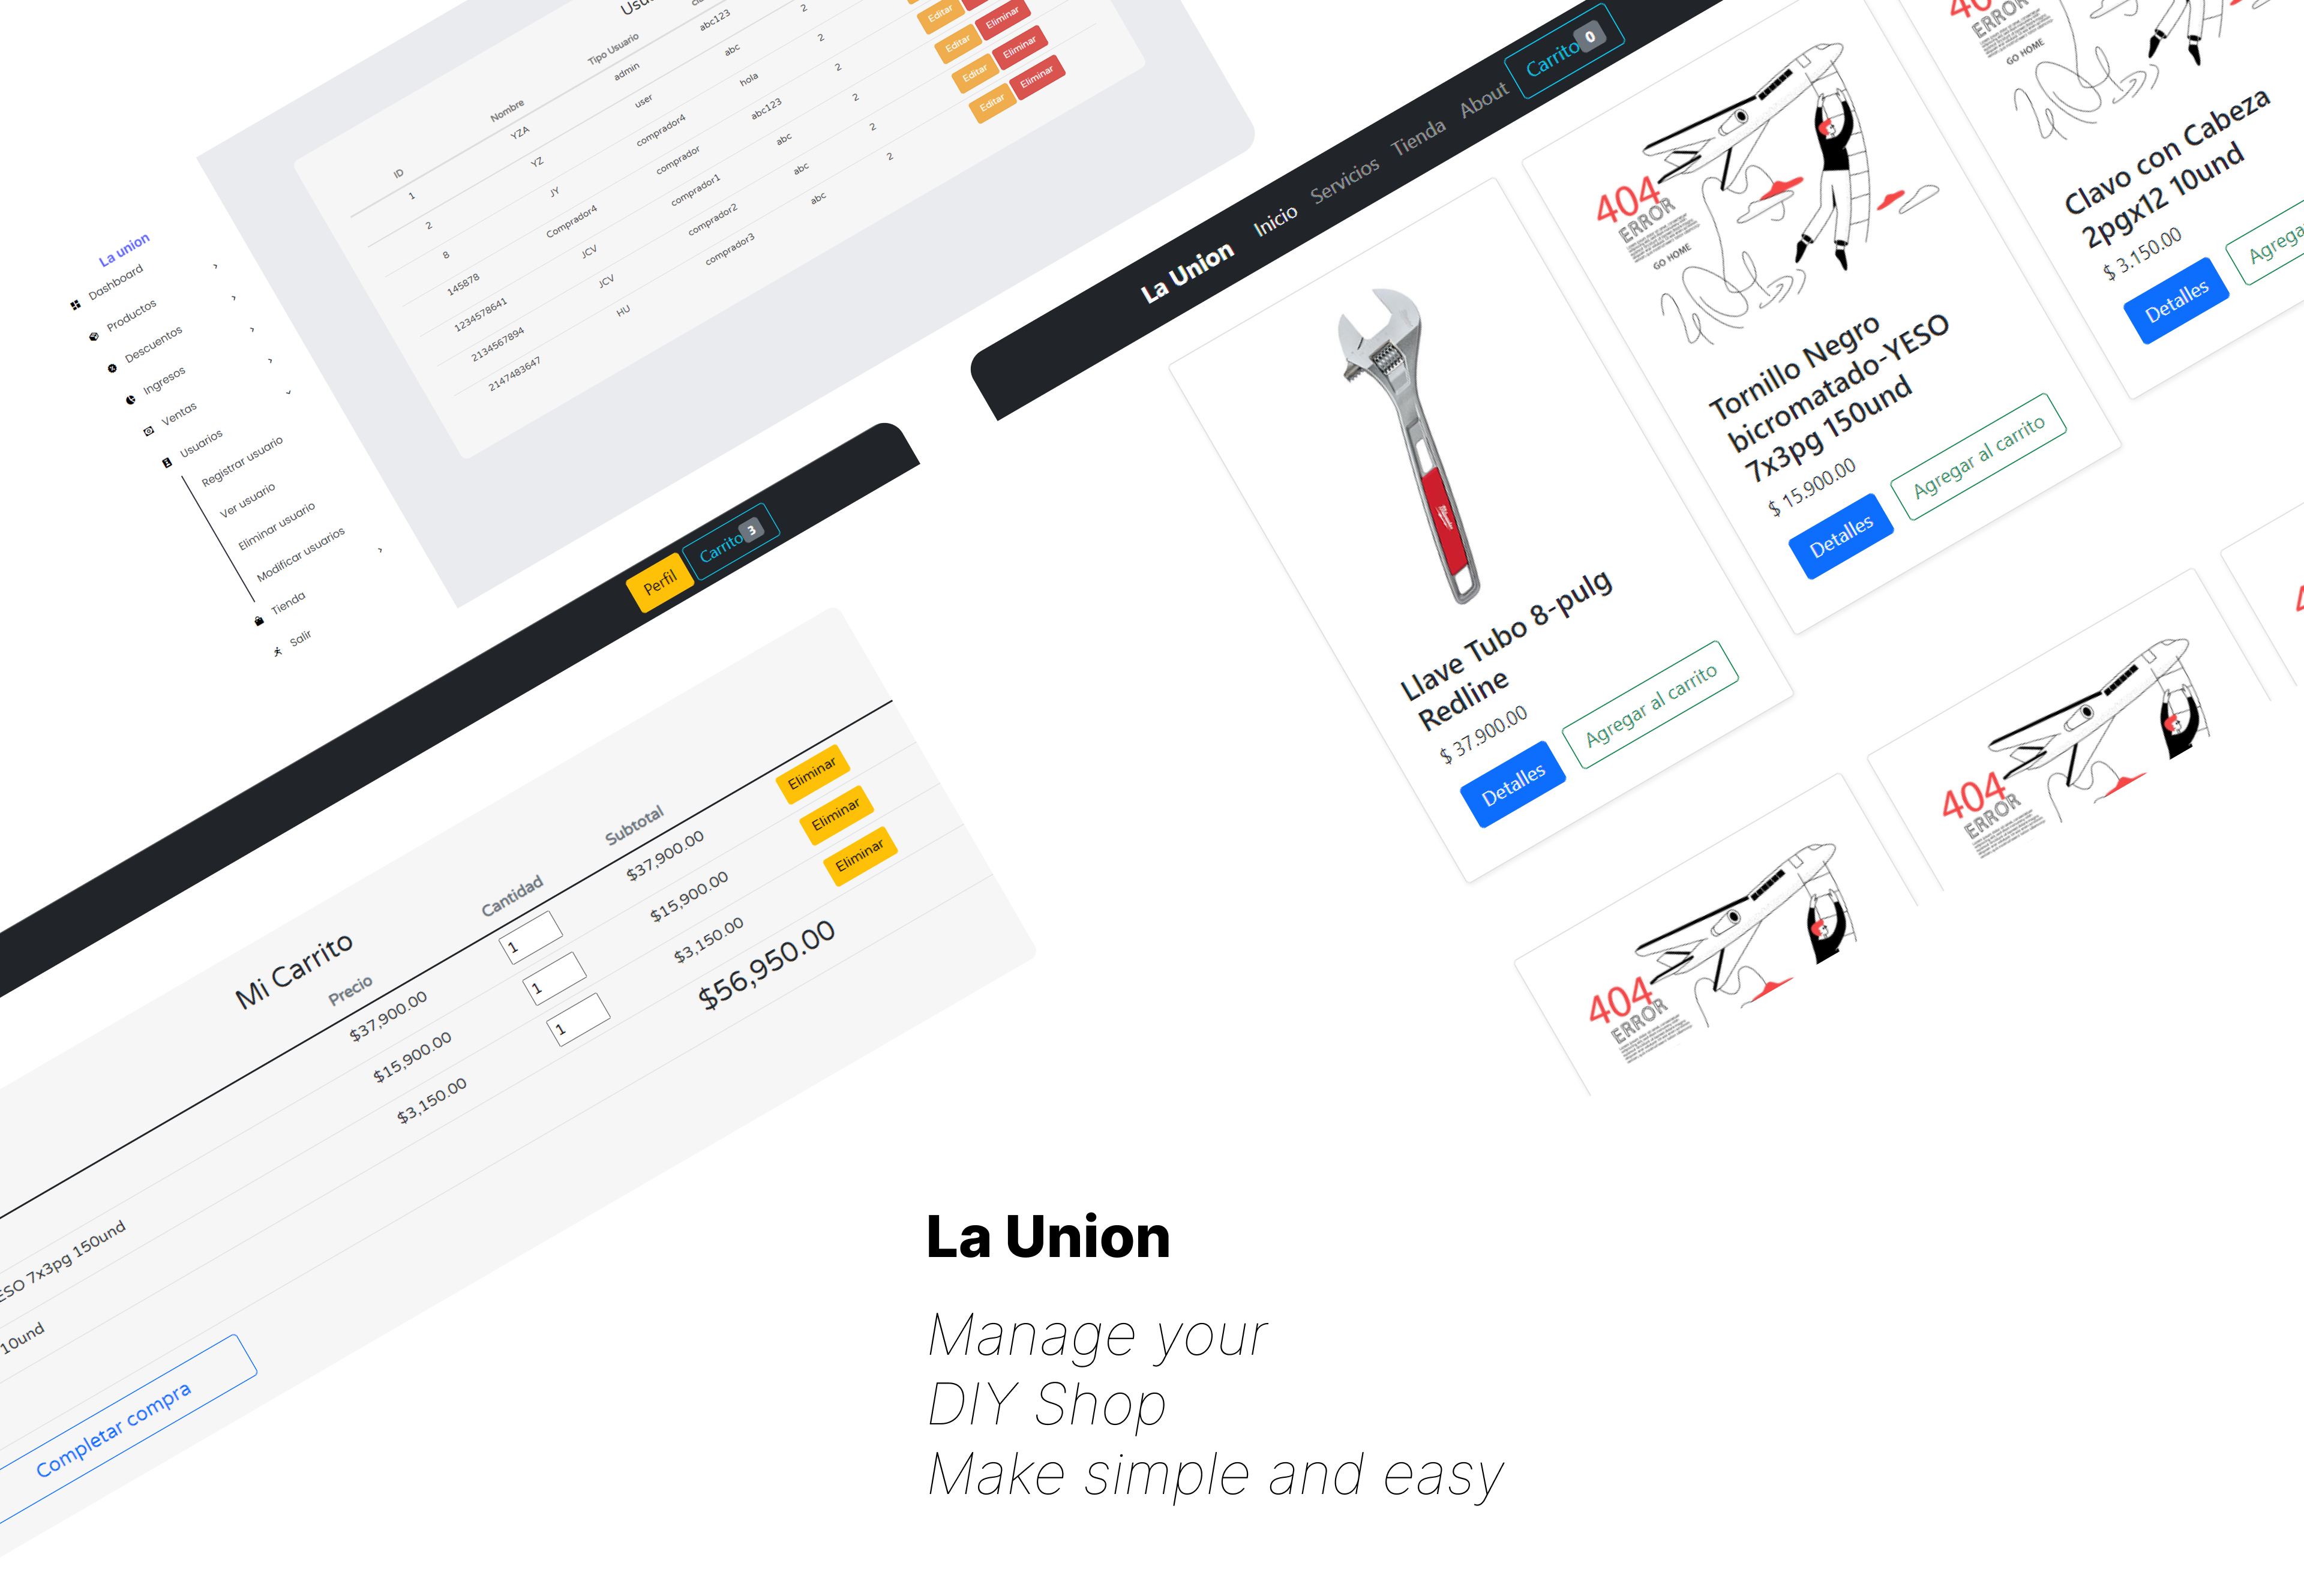 La union
Dashboard
Productos
Descuentos
Ingresos
Ventas
Usuarios
Registrar usuario
Ver usuario
Eliminar usuario
Modificar usuarios
Tienda
Salir
ID Nombre Tipo Usuario
1 YZA admin abc123 2
2 YZ user abc 2
8 JY comprador4 hola 2
145878 Comprador4 comprador abc123 2
1234578641 JCV comprador1 abc 2
2134567894 JCV comprador2 abc 2
2147483647 HU comprador3 abc
Editar Eliminar
Editar Eliminar
Editar Eliminar
Editar Eliminar
Perfil Carrito 3
Mi Carrito
Precio Cantidad Subtotal
$37,900.00 1 $37,900.00 Eliminar
ESO 7x3pg 150und $15,900.00 1 $15,900.00 Eliminar
10und $3,150.00 1 $3,150.00 Eliminar
$56,950.00
Completar compra
La Union Inicio Servicios Tienda About Carrito 0
Llave Tubo 8-pulg
Redline
$ 37.900.00
Detalles Agregar al carrito
404
ERROR
GO HOME
Tornillo Negro
bicromatado-YESO
7x3pg 150und
$ 15.900.00
Detalles Agregar al carrito
ERROR
GO HOME
Clavo con Cabeza
2pgx12 10und
$ 3.150.00
Detalles Agrega
404
ERROR
404
ERROR
La Union
Manage your
DIY Shop
Make simple and easy